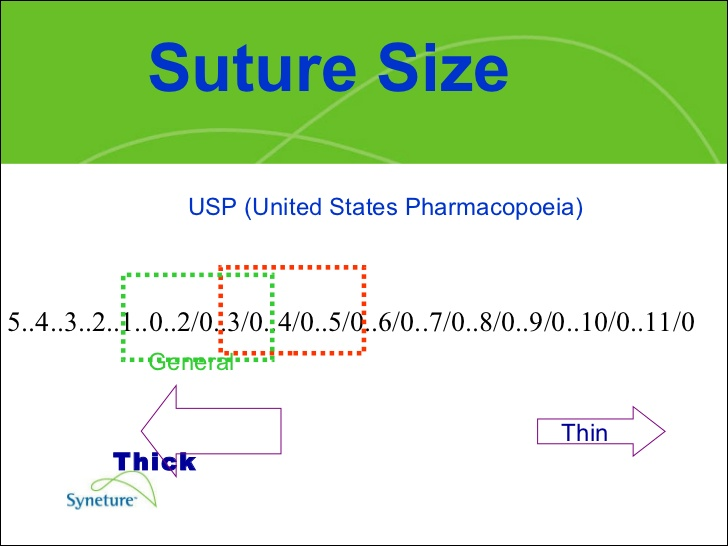 Suture Size
USP (United States Pharmacopoeia)
5..4..3..2..1..0..2/0..3/0..4/0..5/0..6/0..7/0..8/0..9/0..10/0..11/0
General
Thin
Thick
Syneture™